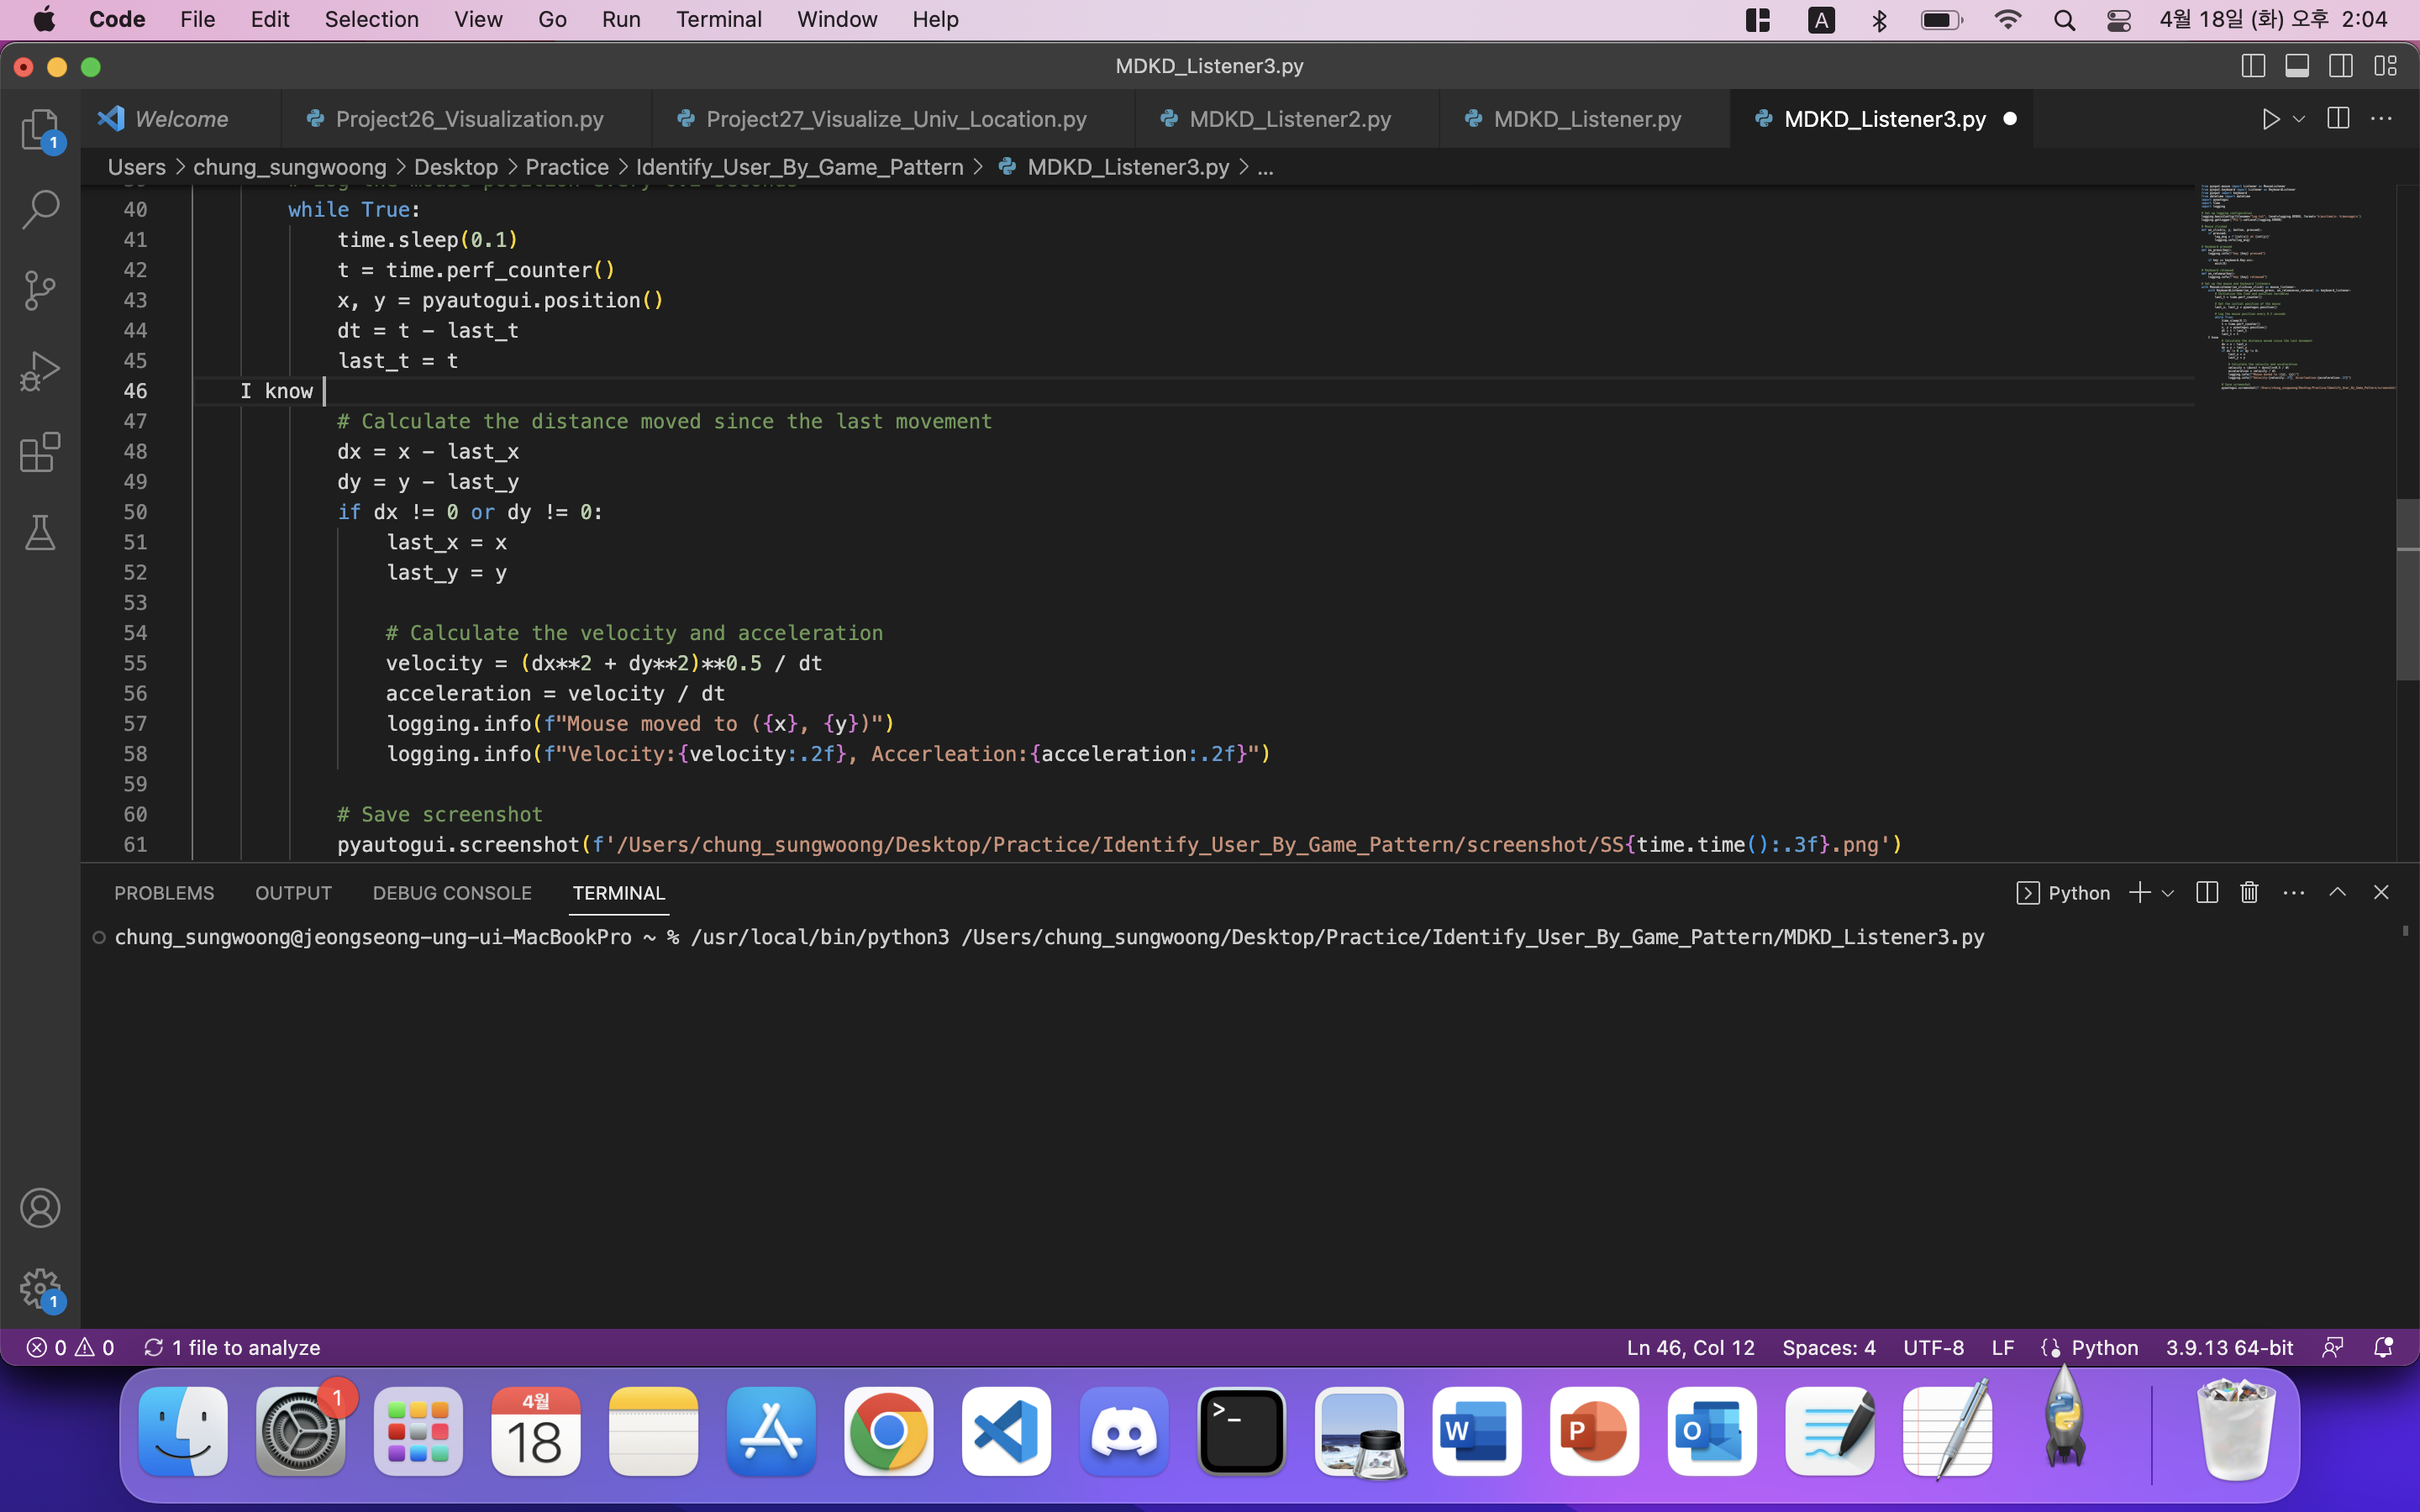 Code File Edit Selection View Go Run Terminal Window Help A 4월 18일 (화) 오후 2:04
MDKD_Listener3.py
Welcome Project26_Visualization.py Project27_Visualize_Univ_Location.py MDKD_Listener2.py MDKD_Listener.py MDKD_Listener3.py
1
Users > chung_sungwoong > Desktop > Practice > Identify_User_By_Game_Pattern > MDKD_Listener3.py > ...
40 while True:
41 time.sleep(0.1)
42 t = time.perf_counter()
43 x, y = pyautogui.position()
44 dt = t - last_t
45 last_t = t
46 I know
47 # Calculate the distance moved since the last movement
48 dx = x - last_x
49 dy = y - last_y
50 if dx != 0 or dy != 0:
51 last_x = x
52 last_y = y
53
54 # Calculate the velocity and acceleration
55 velocity = (dx**2 + dy**2)**0.5 / dt
56 acceleration = velocity / dt
57 logging.info(f"Mouse moved to ({x}, {y})")
58 logging.info(f"Velocity:{velocity:.2f}, Accerleation:{acceleration:.2f}")
59
60 # Save screenshot
61 pyautogui.screenshot(f'/Users/chung_sungwoong/Desktop/Practice/Identify_User_By_Game_Pattern/screenshot/SS{time.time():.3f}.png')
PROBLEMS OUTPUT DEBUG CONSOLE TERMINAL Python
chung_sungwoong@jeongseong-ung-ui-MacBookPro ~ % /usr/local/bin/python3 /Users/chung_sungwoong/Desktop/Practice/Identify_User_By_Game_Pattern/MDKD_Listener3.py
1
0 0 1 file to analyze Ln 46, Col 12 Spaces: 4 UTF-8 LF Python 3.9.13 64-bit
1
4월
18
>_
W
P
O